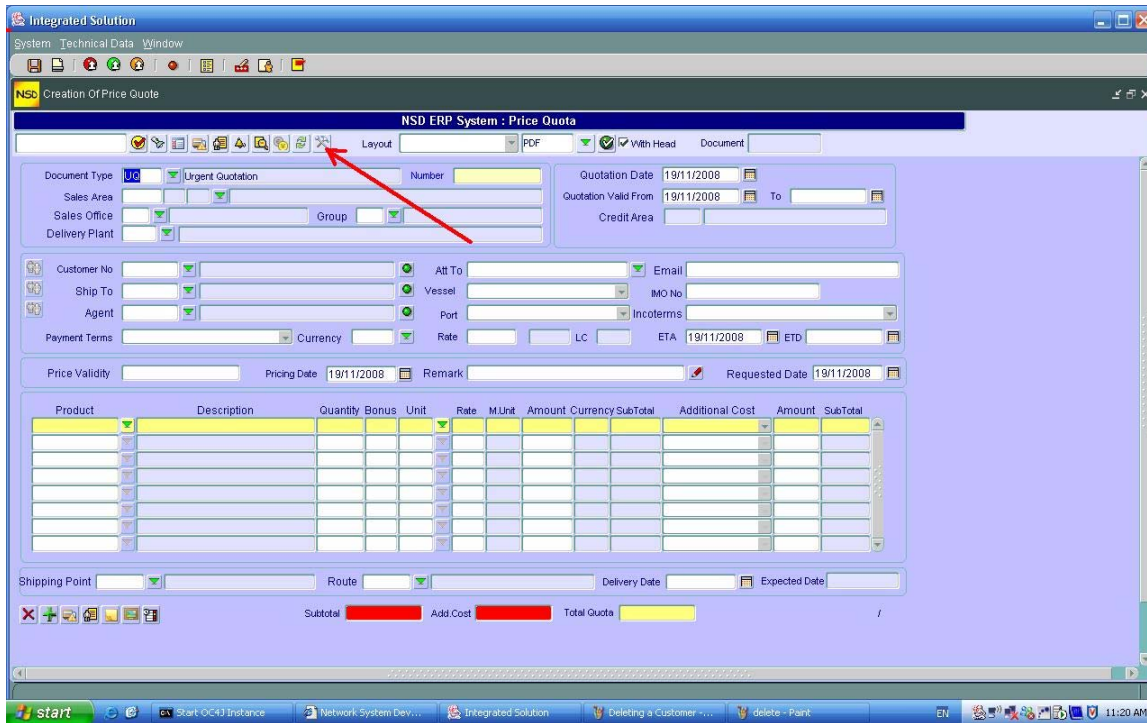 Integrated Solution
System Technical Data Window
NSD Creation Of Price Quote
NSD ERP System : Price Quota
Layout PDF With Head Document
Document Type UQ Urgent Quotation Number Quotation Date 19/11/2008
Sales Area Quotation Valid From 19/11/2008 To
Sales Office Group Credit Area
Delivery Plant
Customer No Att To Email
Ship To Vessel IMO No
Agent Port Incoterms
Payment Terms Currency Rate LC ETA 19/11/2008 ETD
Price Validity Pricing Date 19/11/2008 Remark Requested Date 19/11/2008
Product Description Quantity Bonus Unit Rate M.Unit Amount Currency SubTotal Additional Cost Amount SubTotal
Shipping Point Route Delivery Date Expected Date
Subtotal Add.Cost Total Quota /
start Start OC4J Instance Network System Dev... Integrated Solution Deleting a Customer -... delete - Paint EN 11:20 AM